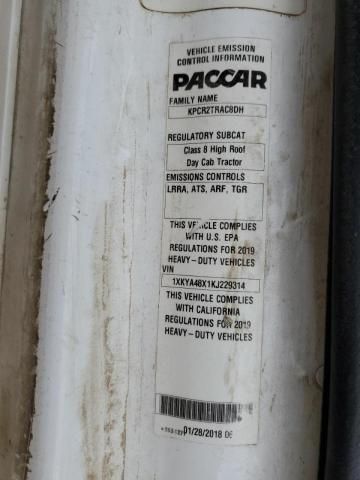 VEHICLE EMISSION
CONTROL INFORMATION
PACCAR
FAMILY NAME
KPCR2TRAC8DH
REGULATORY SUBCAT
Class 8 High Roof
Day Cab Tractor
EMISSIONS CONTROLS
LRRA, ATS, ARF, TGR
THIS VEHICLE COMPLIES
WITH U.S. EPA
REGULATIONS FOR 2019
HEAVY-DUTY VEHICLES
VIN
1XKYA48X1KJ229314
THIS VEHICLE COMPLIES
WITH CALIFORNIA
REGULATIONS FOR 2019
HEAVY-DUTY VEHICLES
01/28/2018 06